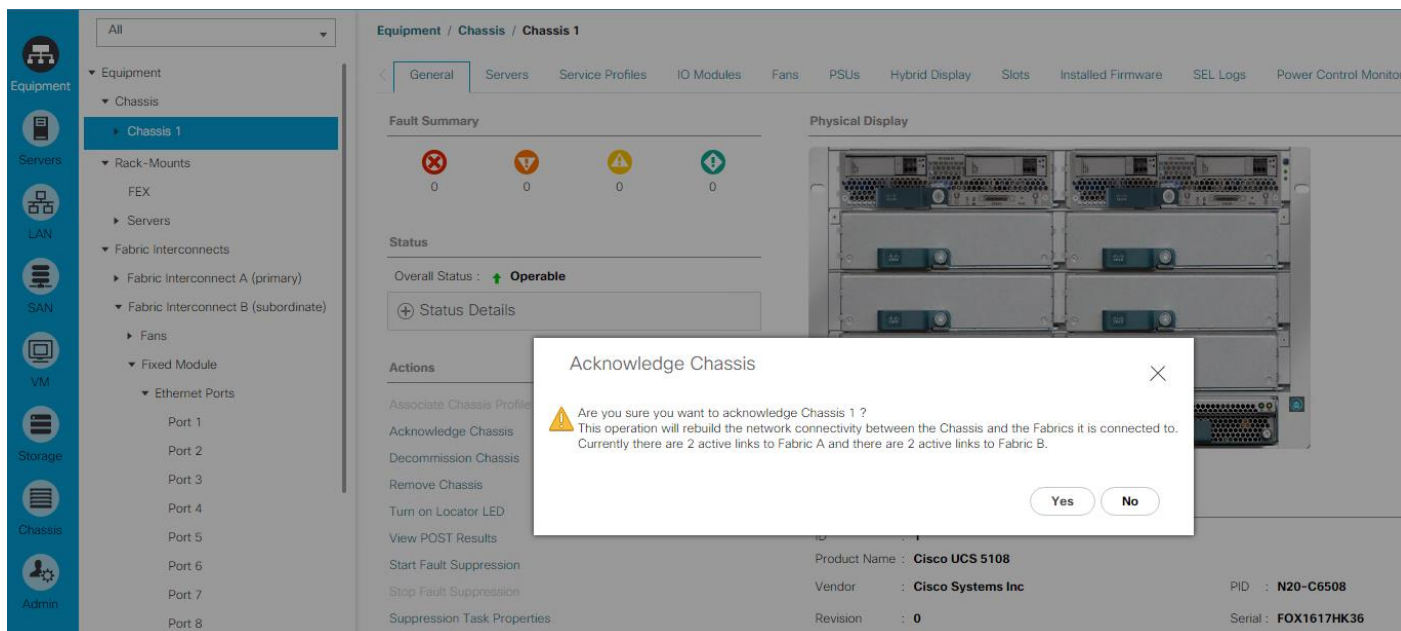 All
Equipment / Chassis / Chassis 1
Equipment
Servers
LAN
SAN
VM
Storage
Chassis
Admin
Equipment
Chassis
Chassis 1
Rack-Mounts
FEX
Servers
Fabric Interconnects
Fabric Interconnect A (primary)
Fabric Interconnect B (subordinate)
Fans
Fixed Module
Ethernet Ports
Port 1
Port 2
Port 3
Port 4
Port 5
Port 6
Port 7
Port 8
General Servers Service Profiles IO Modules Fans PSUs Hybrid Display Slots Installed Firmware SEL Logs Power Control Monito
Fault Summary
0 0 0 0
Status
Overall Status : Operable
Status Details
Actions
Associate Chassis Profile
Acknowledge Chassis
Decommission Chassis
Remove Chassis
Turn on Locator LED
View POST Results
Start Fault Suppression
Stop Fault Suppression
Suppression Task Properties
Physical Display
Acknowledge Chassis
Are you sure you want to acknowledge Chassis 1 ?
This operation will rebuild the network connectivity between the Chassis and the Fabrics it is connected to.
Currently there are 2 active links to Fabric A and there are 2 active links to Fabric B.
Yes No
ID : 1
Product Name : Cisco UCS 5108
Vendor : Cisco Systems Inc PID : N20-C6508
Revision : 0 Serial : FOX1617HK36